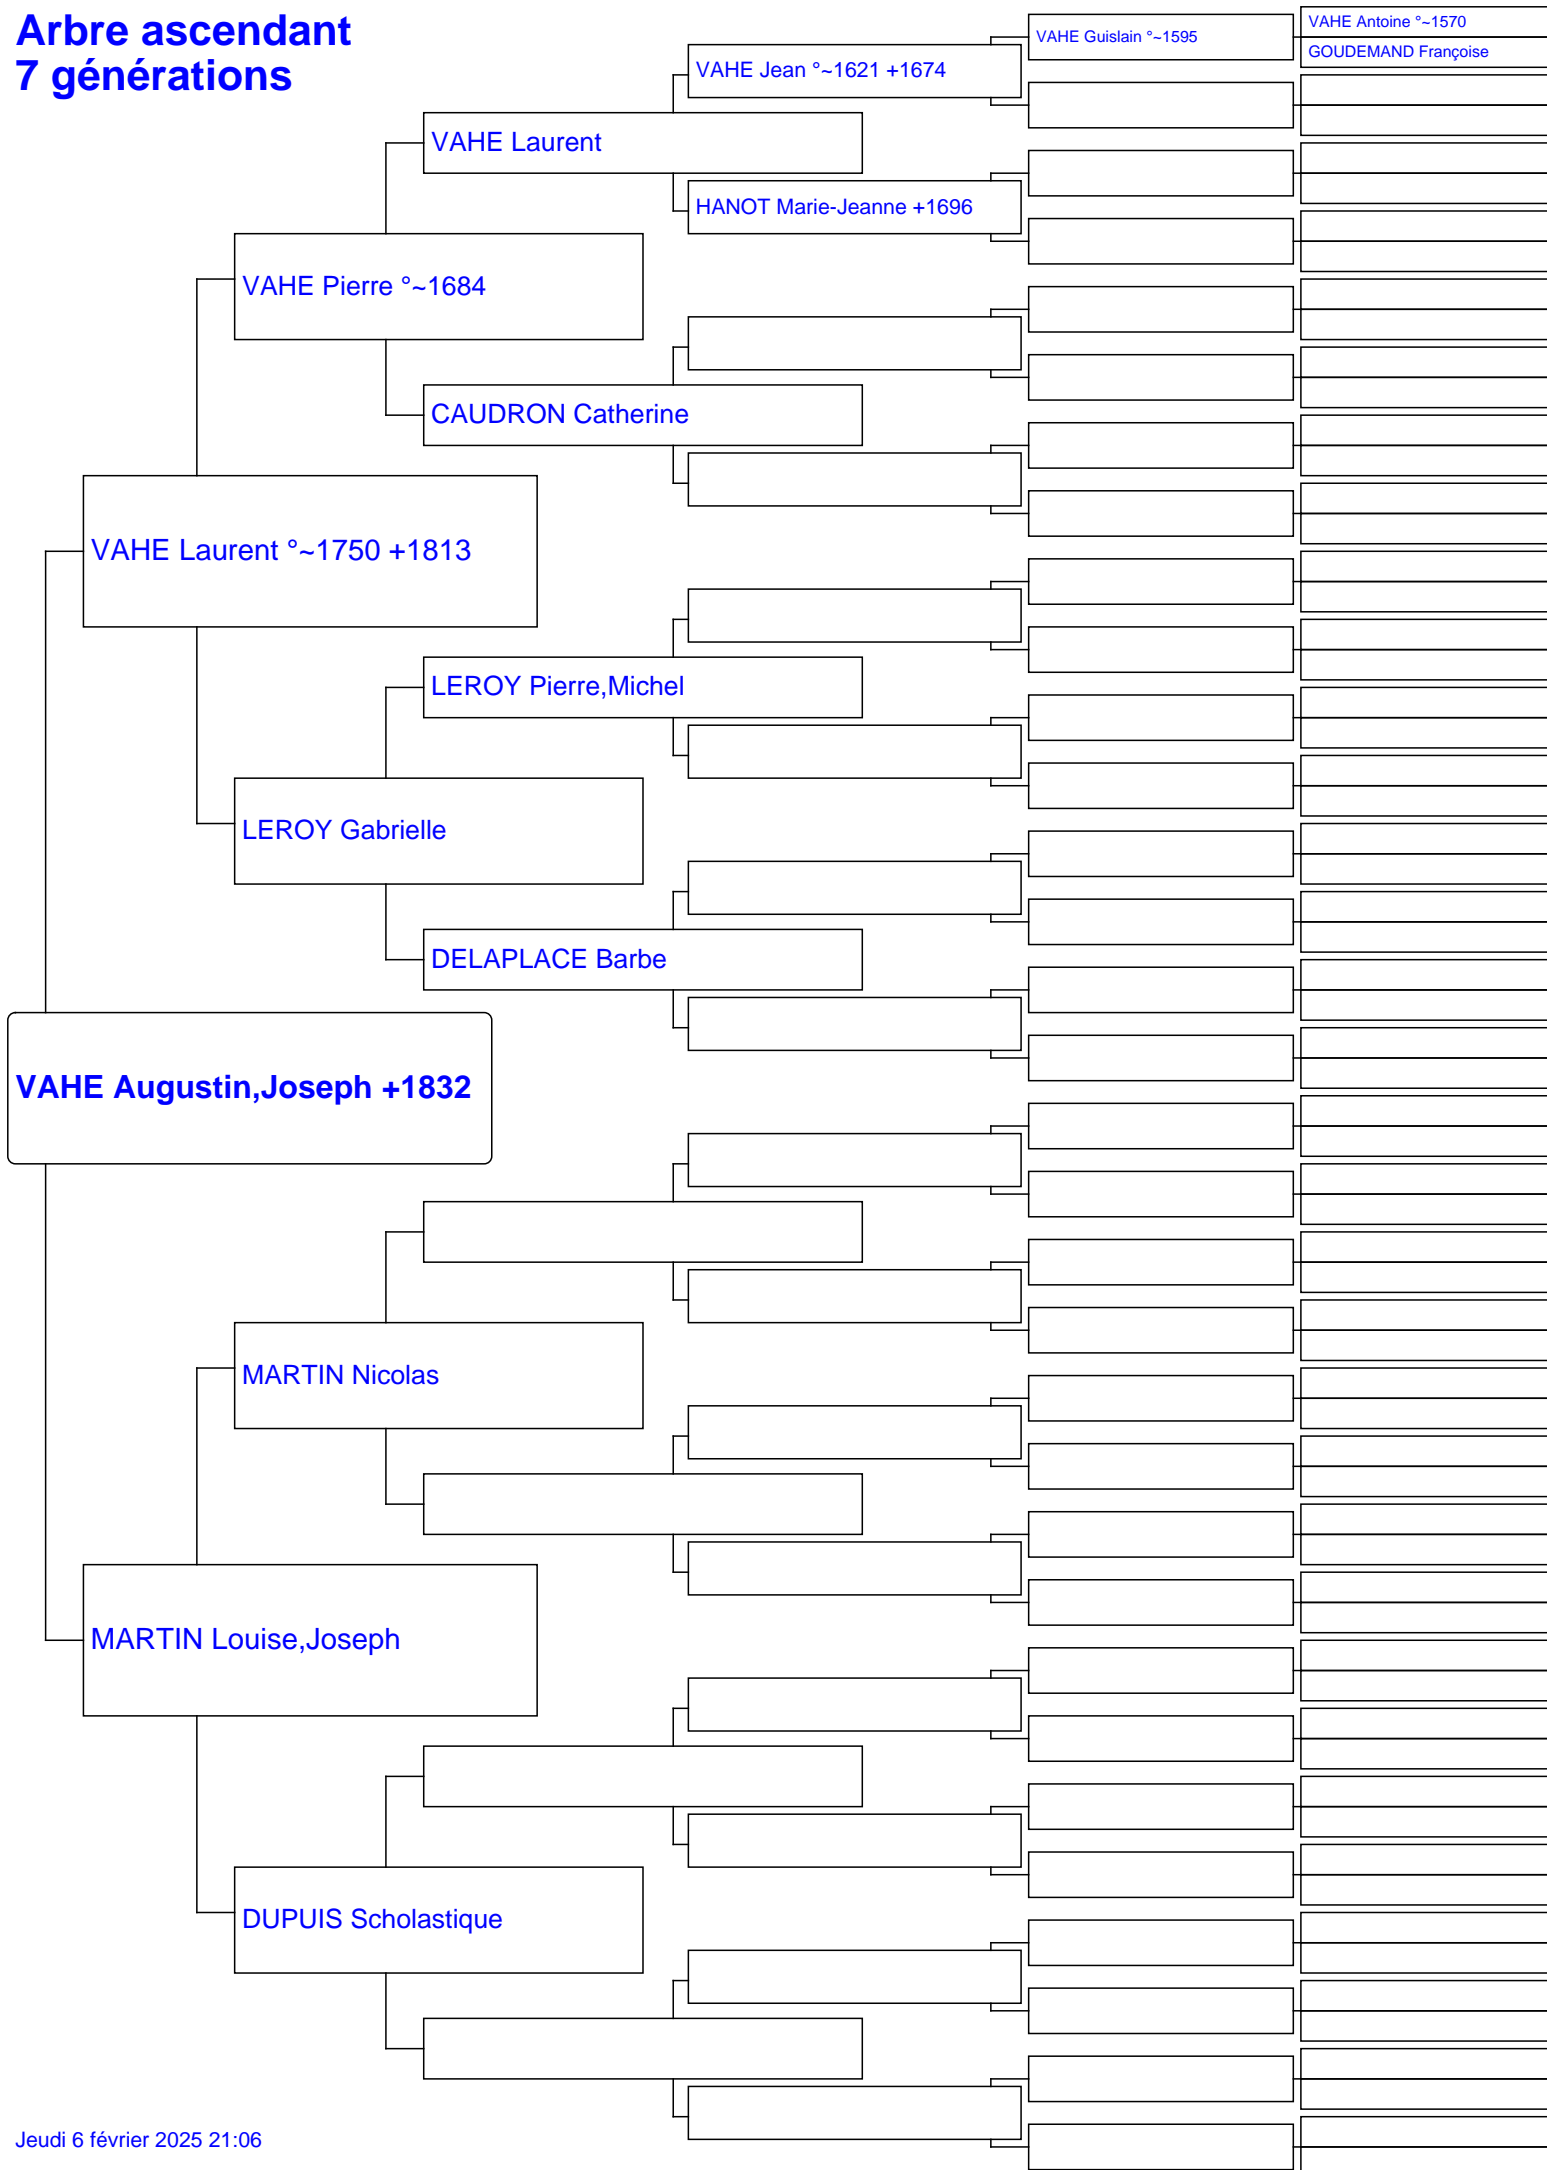 Arbre ascendant
7 générations
VAHE Antoine °~1570
VAHE Guislain °~1595
GOUDEMAND Françoise
VAHE Jean °~1621 +1674
VAHE Laurent
HANOT Marie-Jeanne +1696
VAHE Pierre °~1684
CAUDRON Catherine
VAHE Laurent °~1750 +1813
LEROY Pierre,Michel
LEROY Gabrielle
DELAPLACE Barbe
VAHE Augustin,Joseph +1832
MARTIN Nicolas
MARTIN Louise,Joseph
DUPUIS Scholastique
Jeudi 6 février 2025 21:06